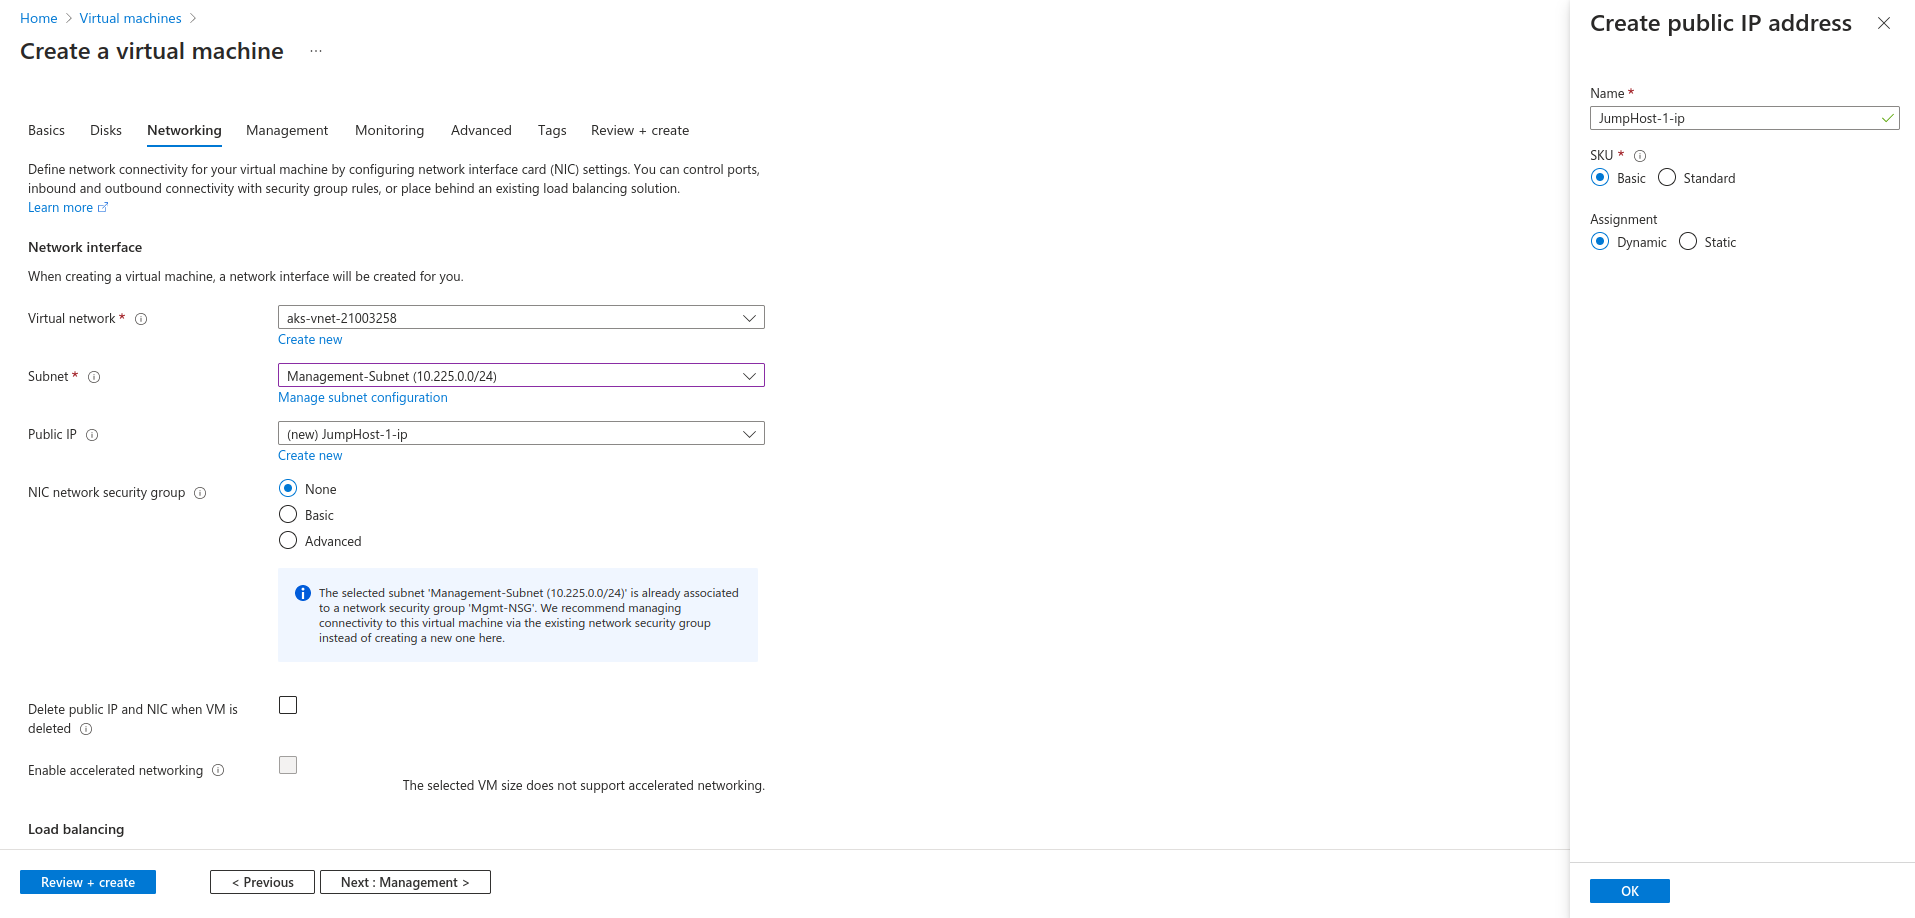 Home > Virtual machines >
Create a virtual machine ...
Basics Disks Networking Management Monitoring Advanced Tags Review + create
Define network connectivity for your virtual machine by configuring network interface card (NIC) settings. You can control ports,
inbound and outbound connectivity with security group rules, or place behind an existing load balancing solution.
Learn more
Network interface
When creating a virtual machine, a network interface will be created for you.
Virtual network *
aks-vnet-21003258
Create new
Subnet *
Management-Subnet (10.225.0.0/24)
Manage subnet configuration
Public IP
(new) JumpHost-1-ip
Create new
NIC network security group
None
Basic
Advanced
The selected subnet 'Management-Subnet (10.225.0.0/24)' is already associated
to a network security group 'Mgmt-NSG'. We recommend managing
connectivity to this virtual machine via the existing network security group
instead of creating a new one here.
Delete public IP and NIC when VM is
deleted
Enable accelerated networking
The selected VM size does not support accelerated networking.
Load balancing
Review + create
< Previous
Next : Management >
Create public IP address
Name *
JumpHost-1-ip
SKU *
Basic Standard
Assignment
Dynamic Static
OK